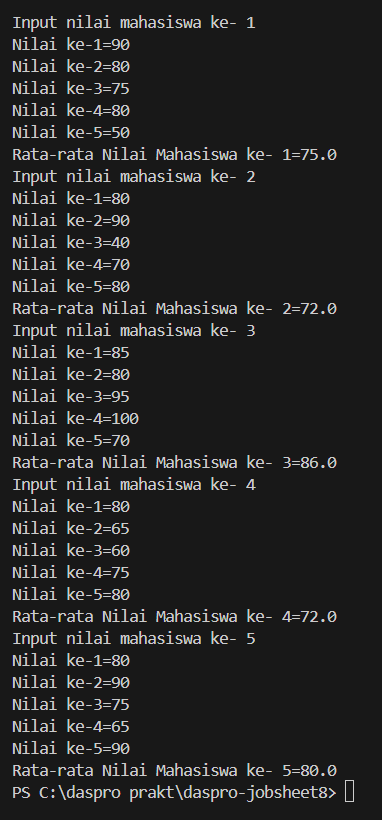 Input nilai mahasiswa ke- 1
Nilai ke-1=90
Nilai ke-2=80
Nilai ke-3=75
Nilai ke-4=80
Nilai ke-5=50
Rata-rata Nilai Mahasiswa ke- 1=75.0
Input nilai mahasiswa ke- 2
Nilai ke-1=80
Nilai ke-2=90
Nilai ke-3=40
Nilai ke-4=70
Nilai ke-5=80
Rata-rata Nilai Mahasiswa ke- 2=72.0
Input nilai mahasiswa ke- 3
Nilai ke-1=85
Nilai ke-2=80
Nilai ke-3=95
Nilai ke-4=100
Nilai ke-5=70
Rata-rata Nilai Mahasiswa ke- 3=86.0
Input nilai mahasiswa ke- 4
Nilai ke-1=80
Nilai ke-2=65
Nilai ke-3=60
Nilai ke-4=75
Nilai ke-5=80
Rata-rata Nilai Mahasiswa ke- 4=72.0
Input nilai mahasiswa ke- 5
Nilai ke-1=80
Nilai ke-2=90
Nilai ke-3=75
Nilai ke-4=65
Nilai ke-5=90
Rata-rata Nilai Mahasiswa ke- 5=80.0
PS C:\daspro prakt\daspro-jobsheet8>